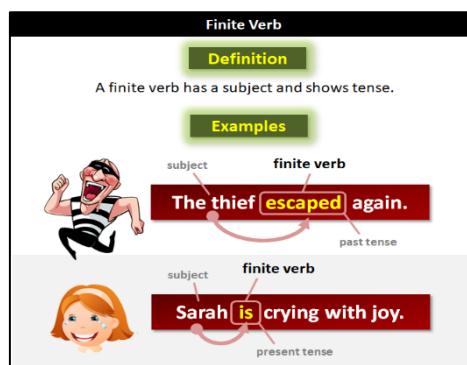 Finite Verb
Definition
A finite verb has a subject and shows tense.
Examples
subject finite verb
The thief escaped again.
past tense
subject finite verb
Sarah is crying with joy.
present tense